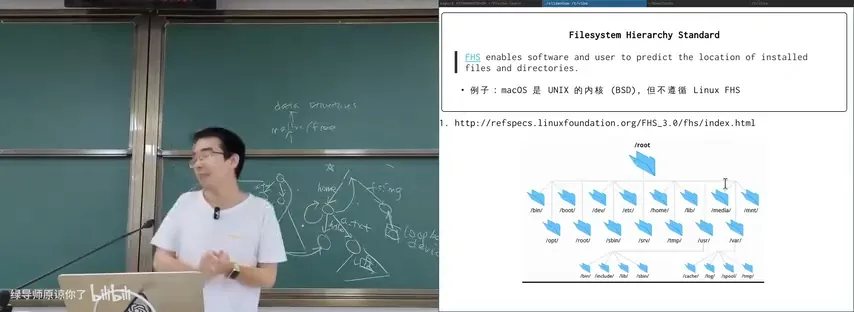 data structures
home
a.txt
loop
绿导师原谅你了 bilibili
Filesystem Hierarchy Standard
FHS enables software and user to predict the location of installed
files and directories.
• 例子：macOS 是 UNIX 的内核 (BSD), 但不遵循 Linux FHS
1. http://refspecs.linuxfoundation.org/FHS_3.0/fhs/index.html
/root
/bin/ /boot/ /dev/ /etc/ /home/ /lib/ /media/ /mnt/
/opt/ /root/ /sbin/ /srv/ /tmp/ /usr/ /var/
/bin/ /include/ /lib/ /sbin/ /cache/ /log/ /spool/ /tmp/